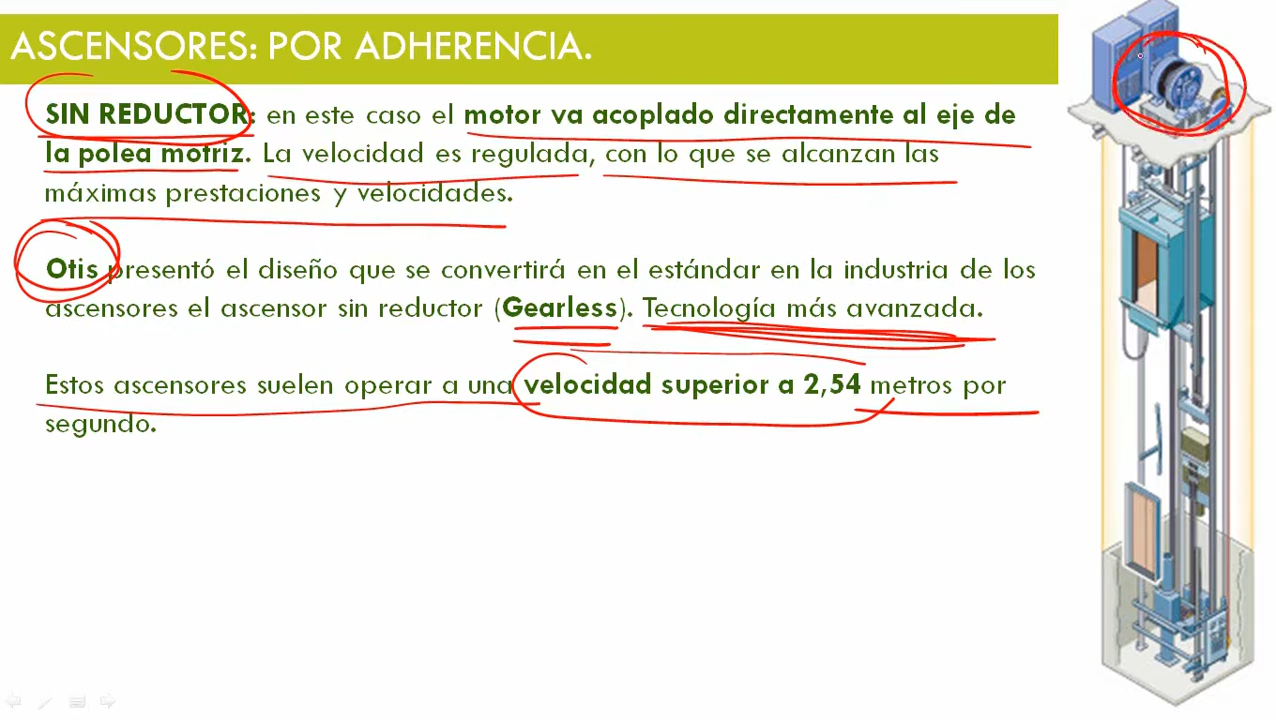 ASCENSORES: POR ADHERENCIA.
SIN REDUCTOR: en este caso el motor va acoplado directamente al eje de
la polea motriz. La velocidad es regulada, con lo que se alcanzan las
máximas prestaciones y velocidades.
Otis presentó el diseño que se convertirá en el estándar en la industria de los
ascensores el ascensor sin reductor (Gearless). Tecnología más avanzada.
Estos ascensores suelen operar a una velocidad superior a 2,54 metros por
segundo.